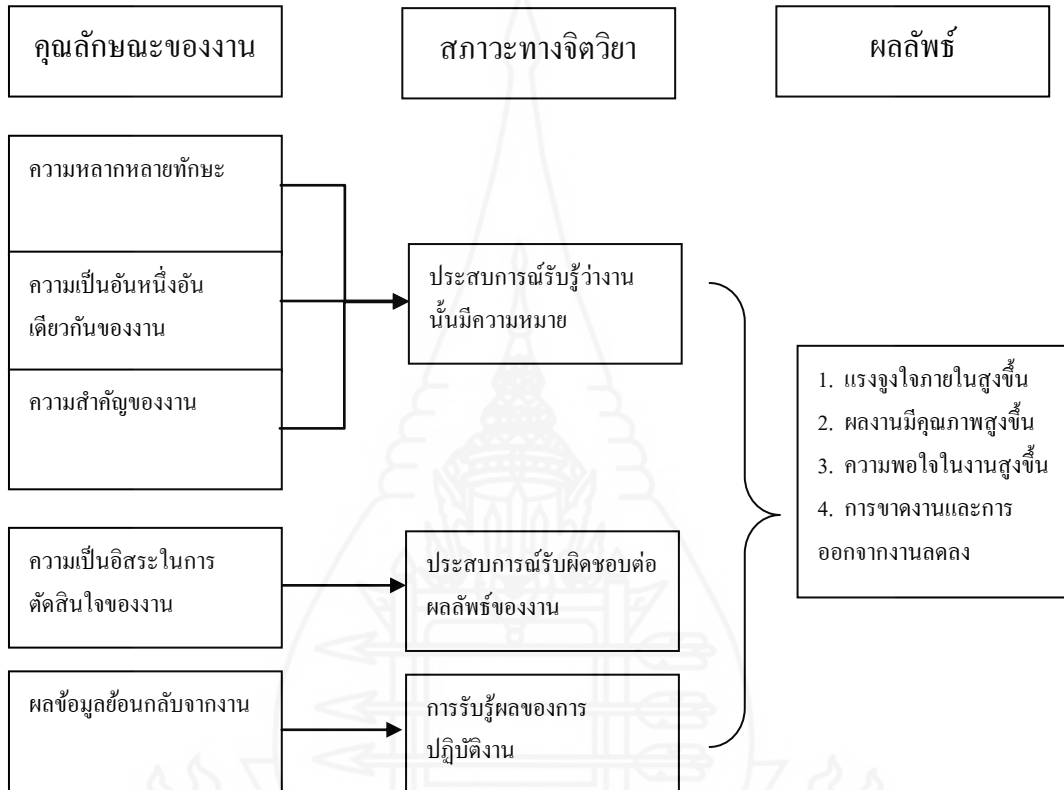 คุณลักษณะของงาน
สภาวะทางจิตวิยา
ผลลัพธ์
ความหลากหลายทักษะ
ความเป็นอันหนึ่งอัน
เดียวกันของงาน
ความสำคัญของงาน
ประสบการณ์รับรู้ว่างาน
นั้นมีความหมาย
ความเป็นอิสระในการ
ตัดสินใจของงาน
ประสบการณ์รับผิดชอบต่อ
ผลลัพธ์ของงาน
ผลข้อมูลย้อนกลับจากงาน
การรับรู้ผลของการ
ปฏิบัติงาน
1. แรงจูงใจภายในสูงขึ้น
2. ผลงานมีคุณภาพสูงขึ้น
3. ความพอใจในงานสูงขึ้น
4. การขาดงานและการ
ออกจากงานลดลง